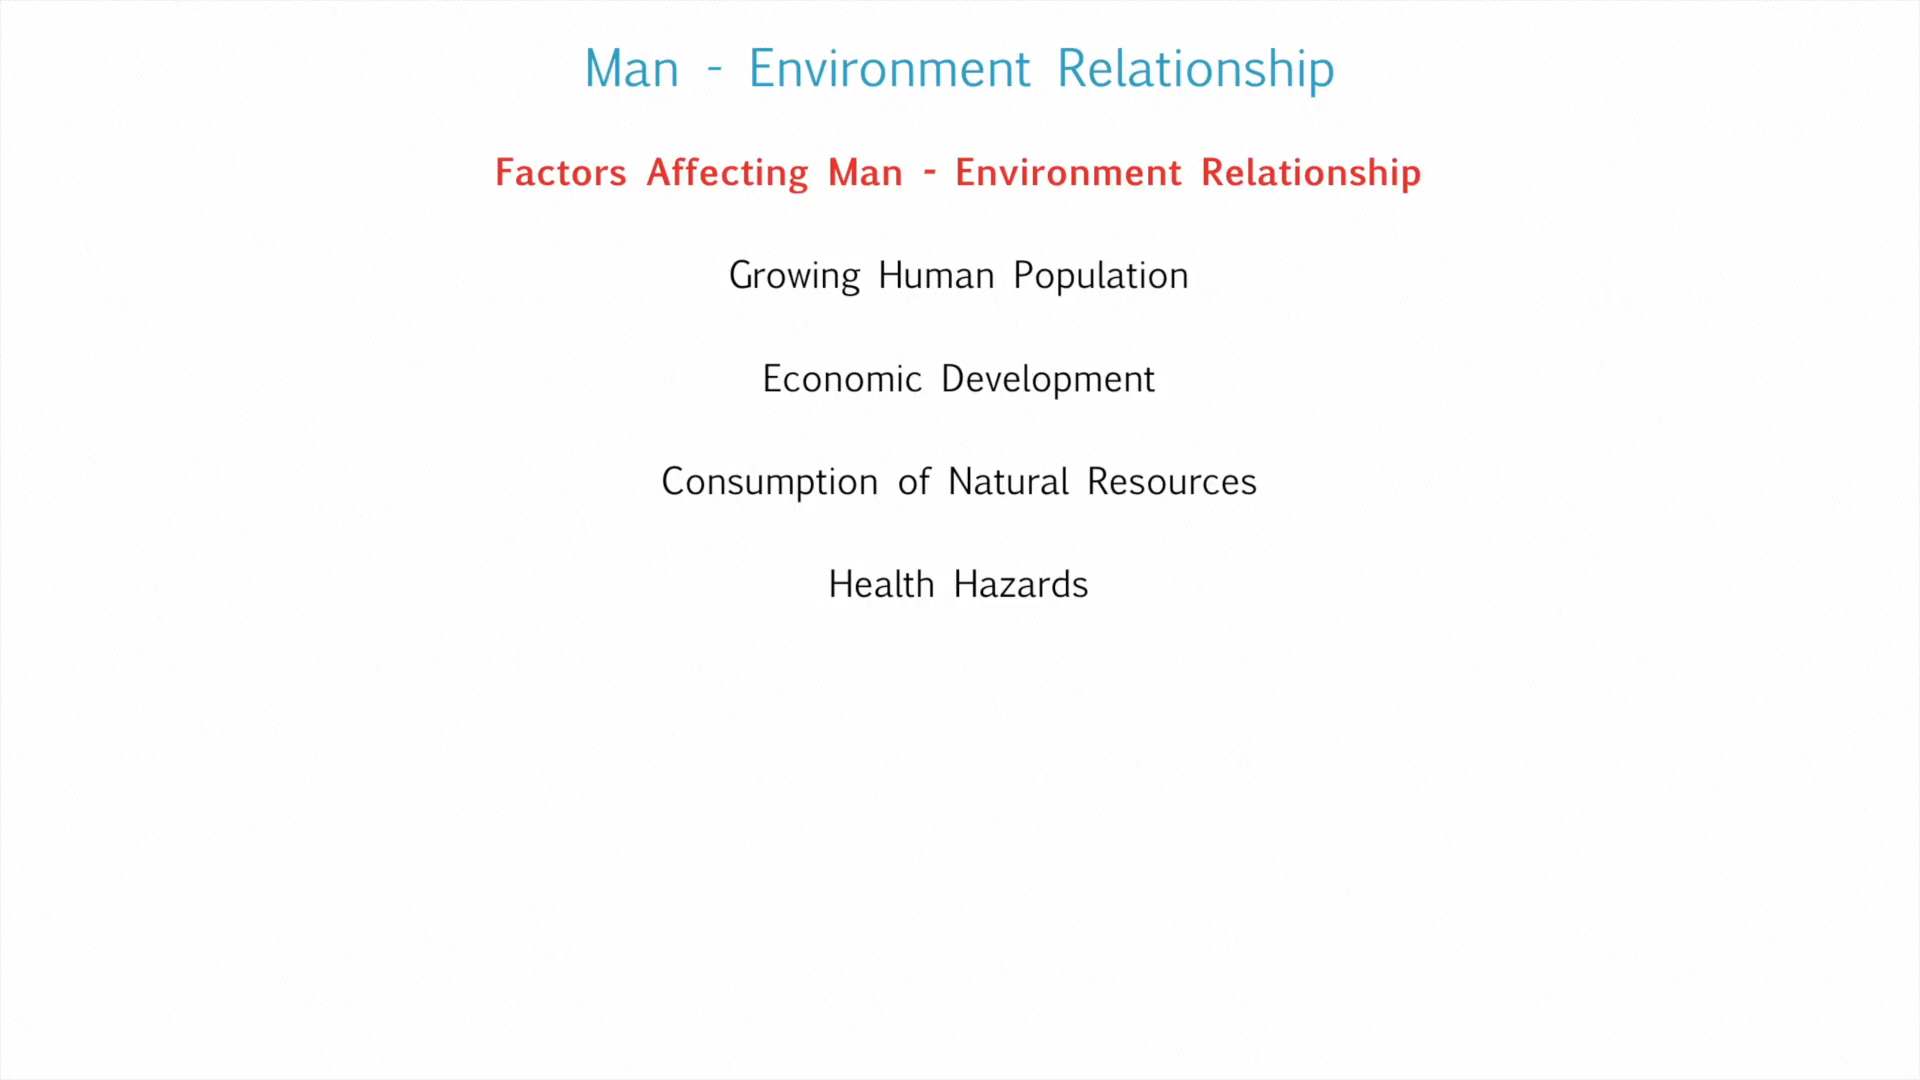 Man - Environment Relationship
Factors Affecting Man - Environment Relationship
Growing Human Population
Economic Development
Consumption of Natural Resources
Health Hazards